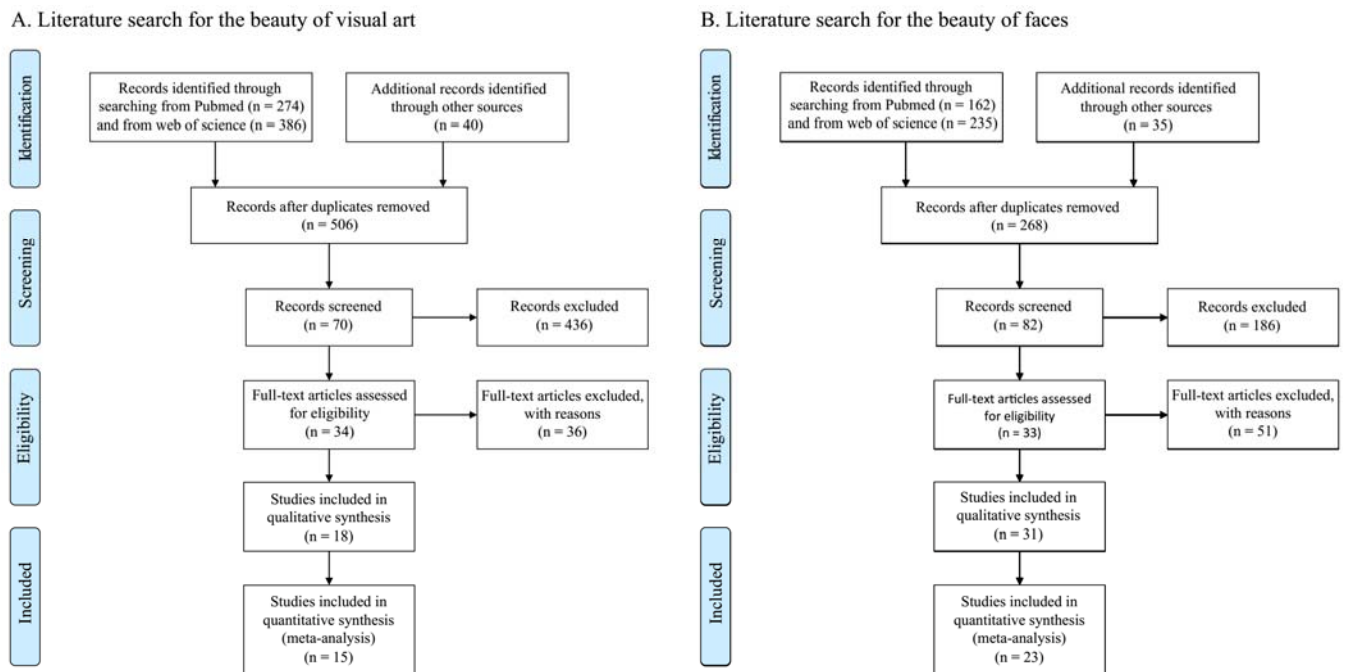 A. Literature search for the beauty of visual art
Identification
Records identified through
searching from Pubmed (n = 274)
and from web of science (n = 386)
Additional records identified
through other sources
(n = 40)
Records after duplicates removed
(n = 506)
Screening
Records screened
(n = 70)
Records excluded
(n = 436)
Eligibility
Full-text articles assessed
for eligibility
(n = 34)
Full-text articles excluded,
with reasons
(n = 36)
Studies included in
qualitative synthesis
(n = 18)
Included
Studies included in
quantitative synthesis
(meta-analysis)
(n = 15)
B. Literature search for the beauty of faces
Identification
Records identified through
searching from Pubmed (n = 162)
and from web of science (n = 235)
Additional records identified
through other sources
(n = 35)
Records after duplicates removed
(n = 268)
Screening
Records screened
(n = 82)
Records excluded
(n = 186)
Eligibility
Full-text articles assessed
for eligibility
(n = 33)
Full-text articles excluded,
with reasons
(n = 51)
Studies included in
qualitative synthesis
(n = 31)
Included
Studies included in
quantitative synthesis
(meta-analysis)
(n = 23)